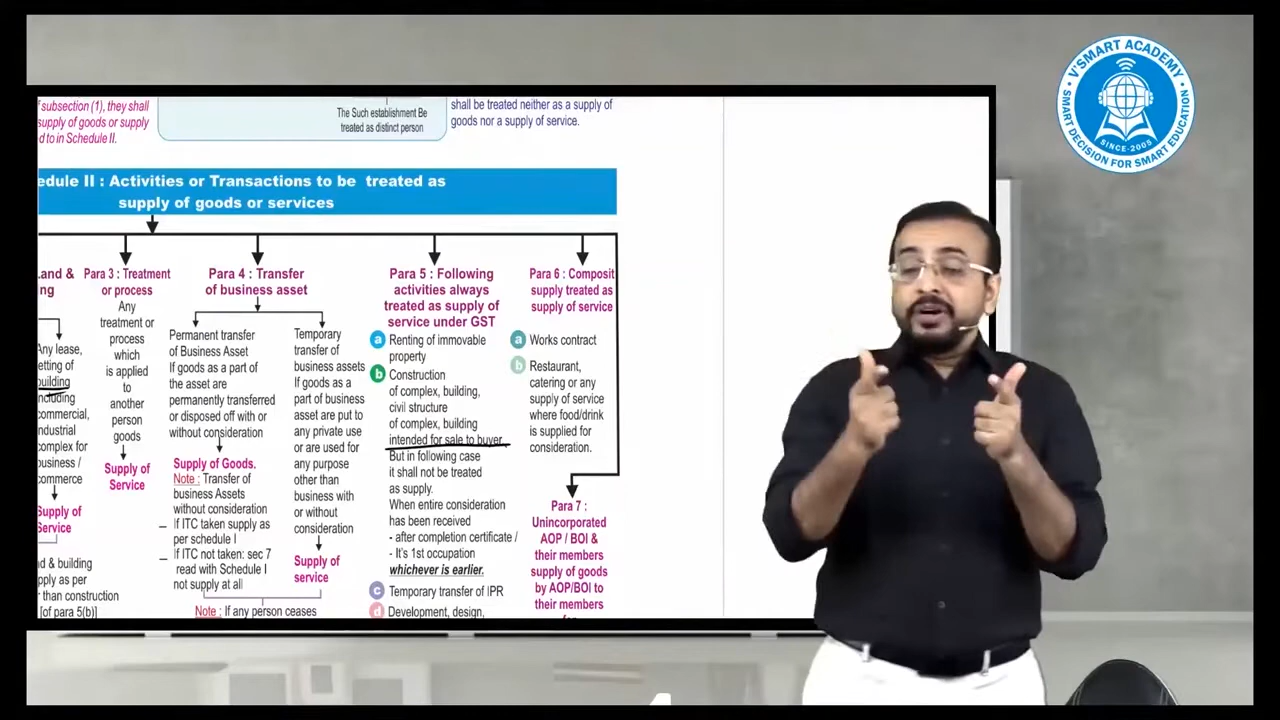 f subsection (1), they shall
supply of goods or supply
d to in Schedule II.
The Such establishment Be
treated as distinct person
shall be treated neither as a supply of
goods nor a supply of service.
edule II : Activities or Transactions to be treated as
supply of goods or services
Land &
ng
Any lease,
etting of
building
including
commercial,
industrial
complex for
business /
commerce
Supply of
Service
nd & building
pply as per
than construction
[of para 5(b)]
Para 3 : Treatment
or process
Any
treatment or
process
which
is applied
to
another
person
goods
Supply of
Service
Para 4 : Transfer
of business asset
Permanent transfer
of Business Asset
If goods as a part of
the asset are
permanently transferred
or disposed off with or
without consideration
Supply of Goods.
Note : Transfer of
business Assets
without consideration
– If ITC taken supply as
per schedule I
– If ITC not taken: sec 7
read with Schedule I
not supply at all
Temporary
transfer of
business assets
If goods as a
part of business
asset are put to
any private use
or are used for
any purpose
other than
business with
or without
consideration
Supply of
service
Note : If any person ceases
Para 5 : Following
activities always
treated as supply of
service under GST
a Renting of immovable
property
b Construction
of complex, building,
civil structure
of complex, building
intended for sale to buyer.
But in following case
it shall not be treated
as supply.
When entire consideration
has been received
- after completion certificate /
- It's 1st occupation
whichever is earlier.
c Temporary transfer of IPR
d Development, design,
Para 6 : Composit
supply treated as
supply of service
a Works contract
b Restaurant,
catering or any
supply of service
where food/drink
is supplied for
consideration.
Para 7 :
Unincorporated
AOP / BOI &
their members
supply of goods
by AOP/BOI to
their members
V'SMART ACADEMY
SINCE-2005
SMART DECISION FOR SMART EDUCATION